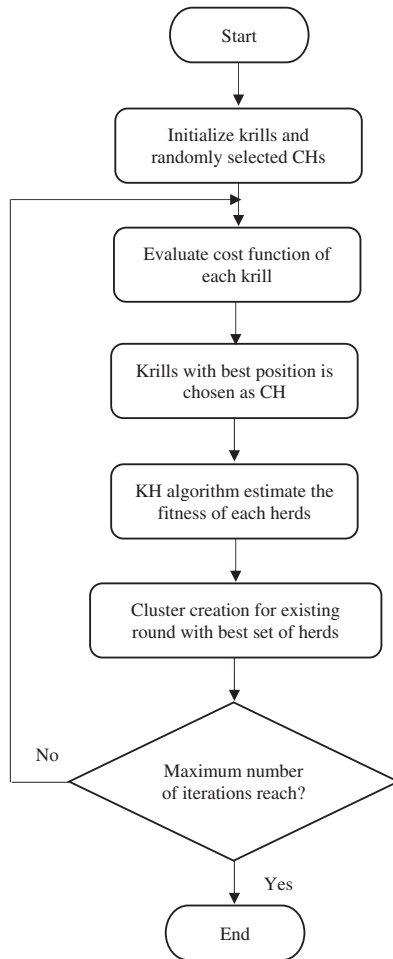 Start
Initialize krills and
randomly selected CHs
Evaluate cost function of
each krill
Krills with best position is
chosen as CH
KH algorithm estimate the
fitness of each herds
Cluster creation for existing
round with best set of herds
No
Maximum number
of iterations reach?
Yes
End